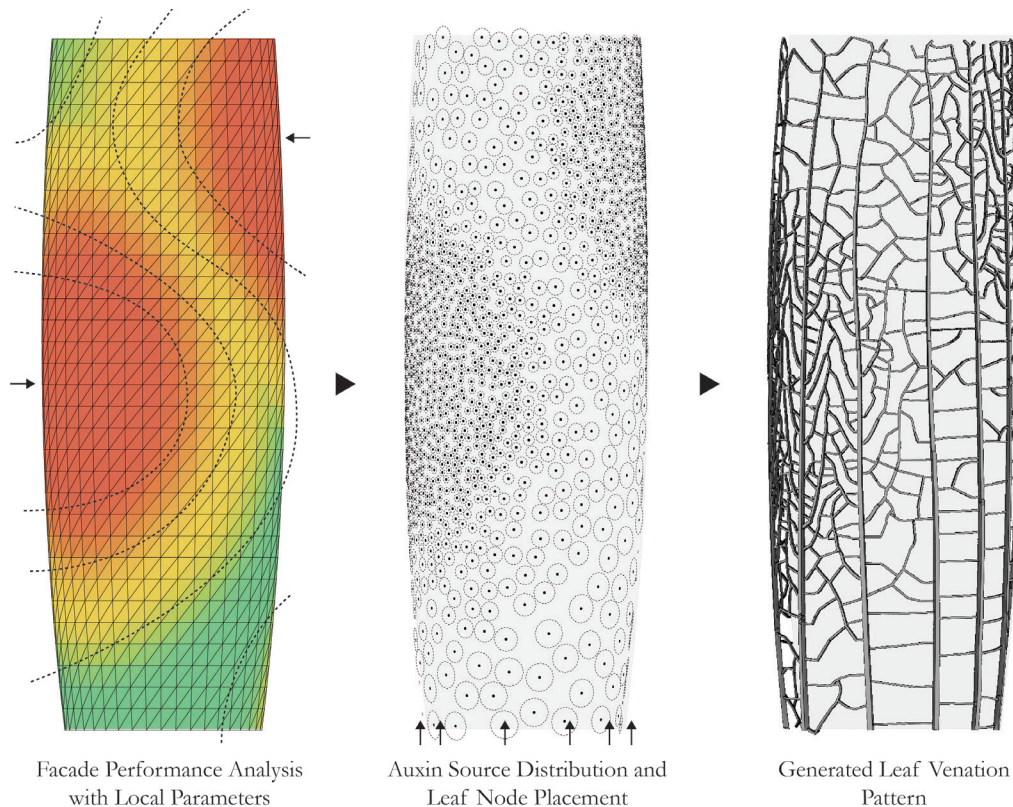 Facade Performance Analysis
with Local Parameters
Auxin Source Distribution and
Leaf Node Placement
Generated Leaf Venation
Pattern